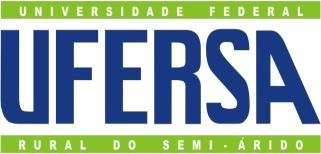 UNIVERSIDADE FEDERAL
UFERSA
RURAL DO SEMI-ÁRIDO